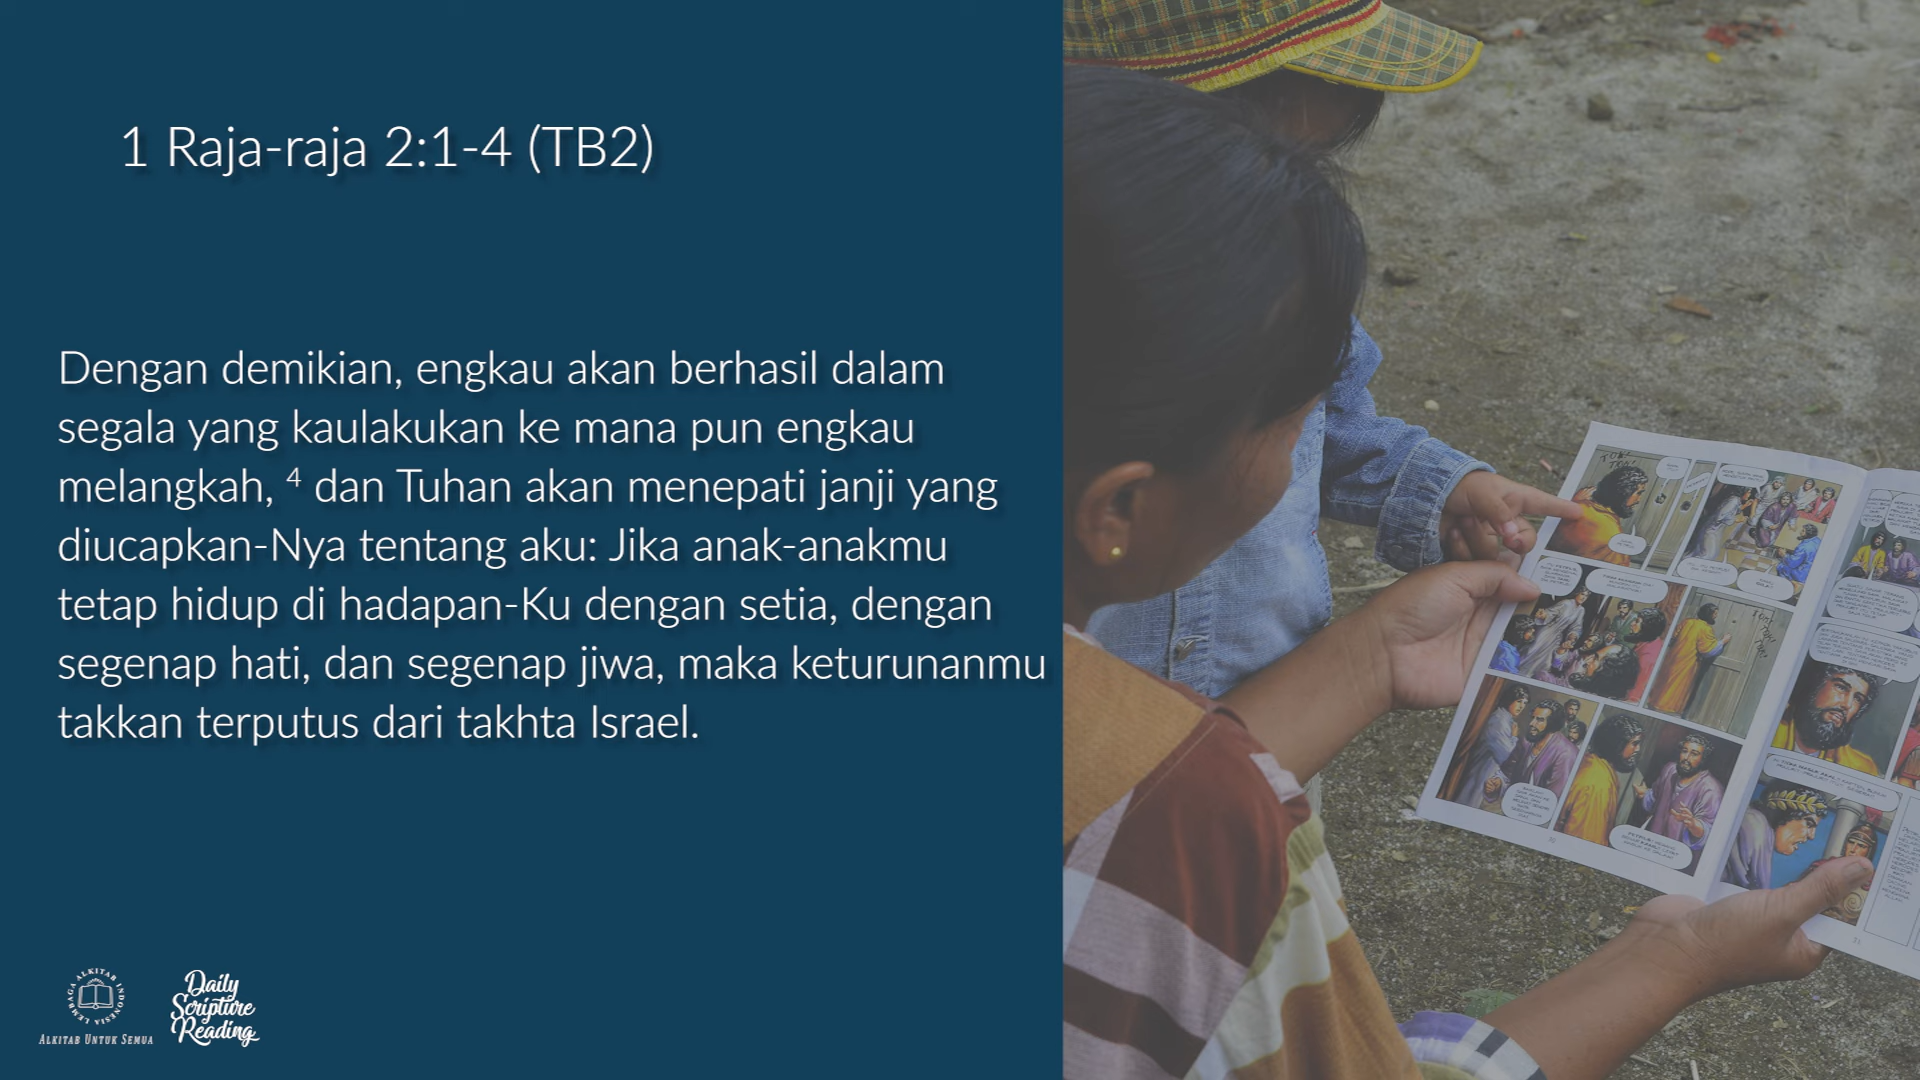 1 Raja-raja 2:1-4 (TB2)
Dengan demikian, engkau akan berhasil dalam
segala yang kaulakukan ke mana pun engkau
melangkah, ⁴ dan Tuhan akan menepati janji yang
diucapkan-Nya tentang aku: Jika anak-anakmu
tetap hidup di hadapan-Ku dengan setia, dengan
segenap hati, dan segenap jiwa, maka keturunanmu
takkan terputus dari takhta Israel.
LEMBAGA ALKITAB INDONESIA
ALKITAB UNTUK SEMUA
Daily
Scripture
Reading